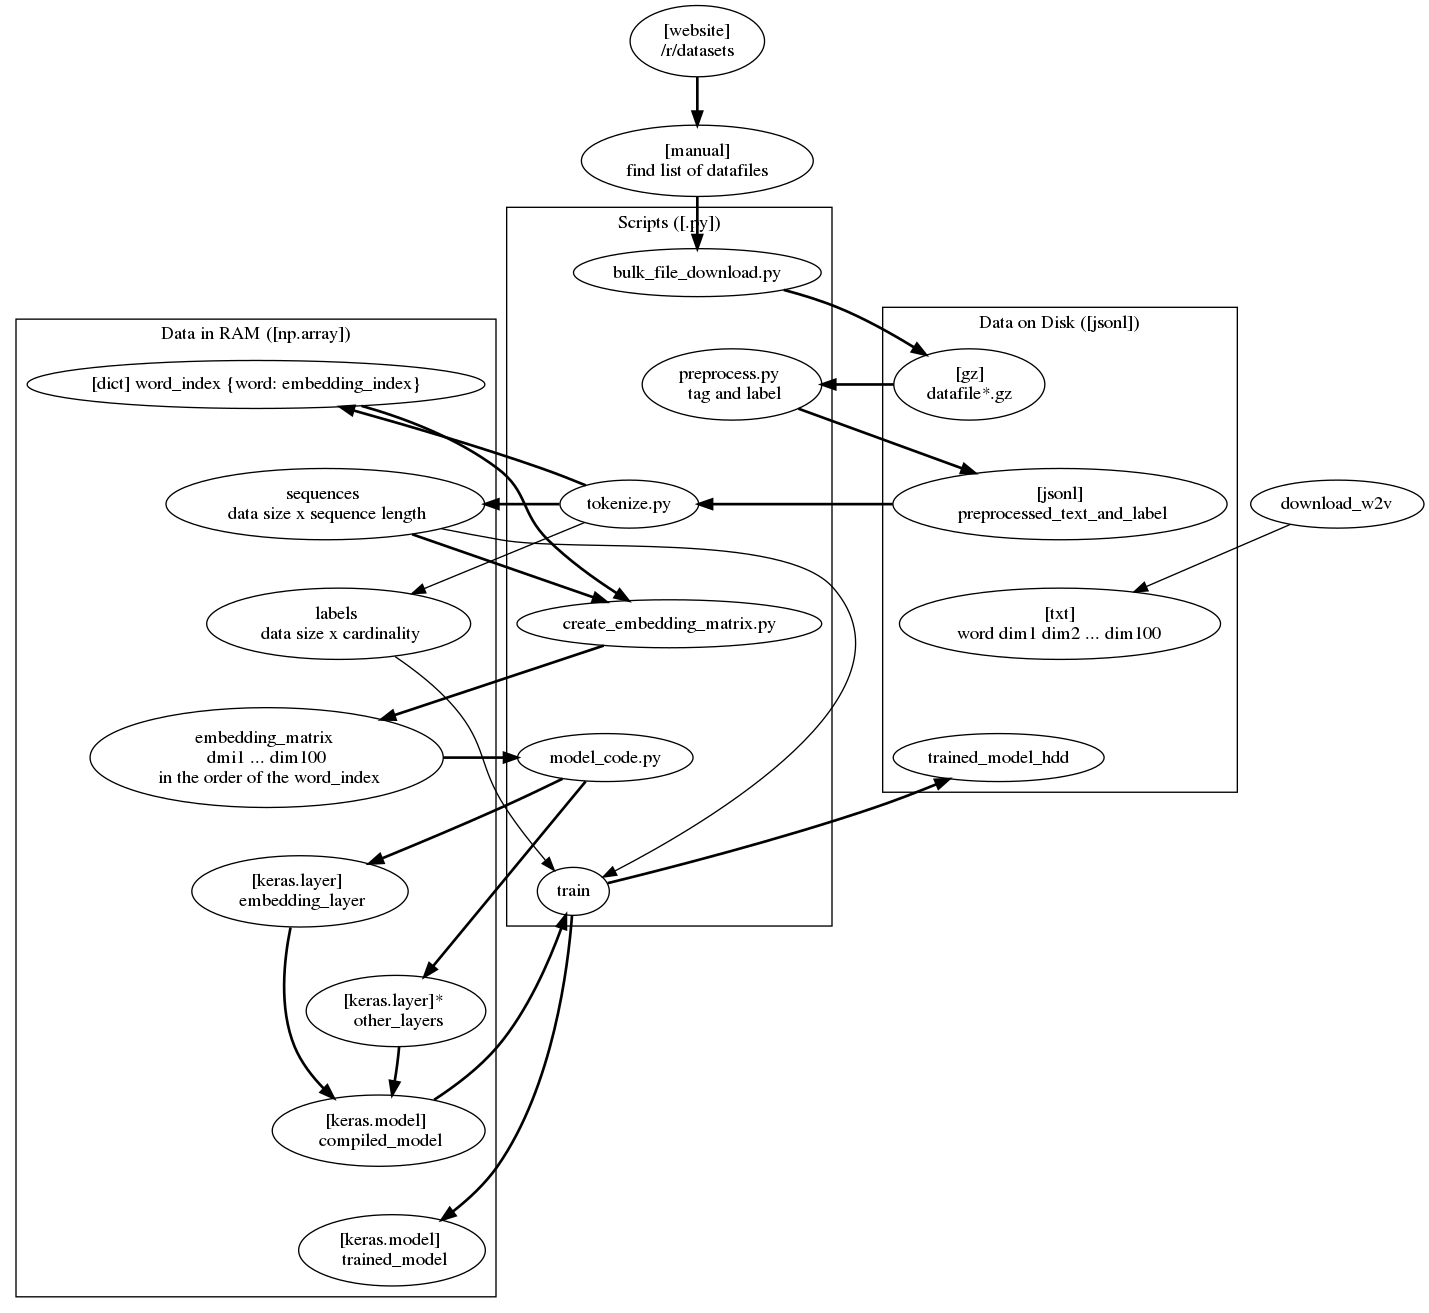 [website]
/r/datasets
[manual]
find list of datafiles
Scripts ([.py])
bulk_file_download.py
Data on Disk ([jsonl])
Data in RAM ([np.array])
[dict] word_index {word: embedding_index}
preprocess.py
tag and label
[gz]
datafile*.gz
sequences
data size x sequence length
tokenize.py
[jsonl]
preprocessed_text_and_label
download_w2v
labels
data size x cardinality
create_embedding_matrix.py
[txt]
word dim1 dim2 ... dim100
embedding_matrix
dmi1 ... dim100
in the order of the word_index
model_code.py
trained_model_hdd
[keras.layer]
embedding_layer
train
[keras.layer]*
other_layers
[keras.model]
compiled_model
[keras.model]
trained_model